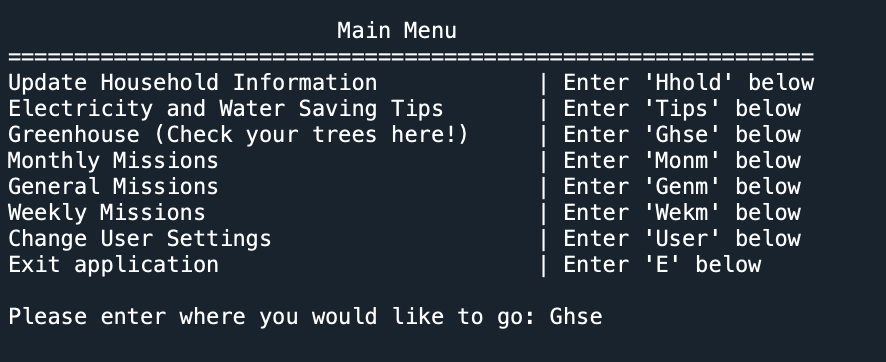 Main Menu
=============================================================
Update Household Information | Enter 'Hhold' below
Electricity and Water Saving Tips | Enter 'Tips' below
Greenhouse (Check your trees here!) | Enter 'Ghse' below
Monthly Missions | Enter 'Monm' below
General Missions | Enter 'Genm' below
Weekly Missions | Enter 'Wekm' below
Change User Settings | Enter 'User' below
Exit application | Enter 'E' below
Please enter where you would like to go: Ghse